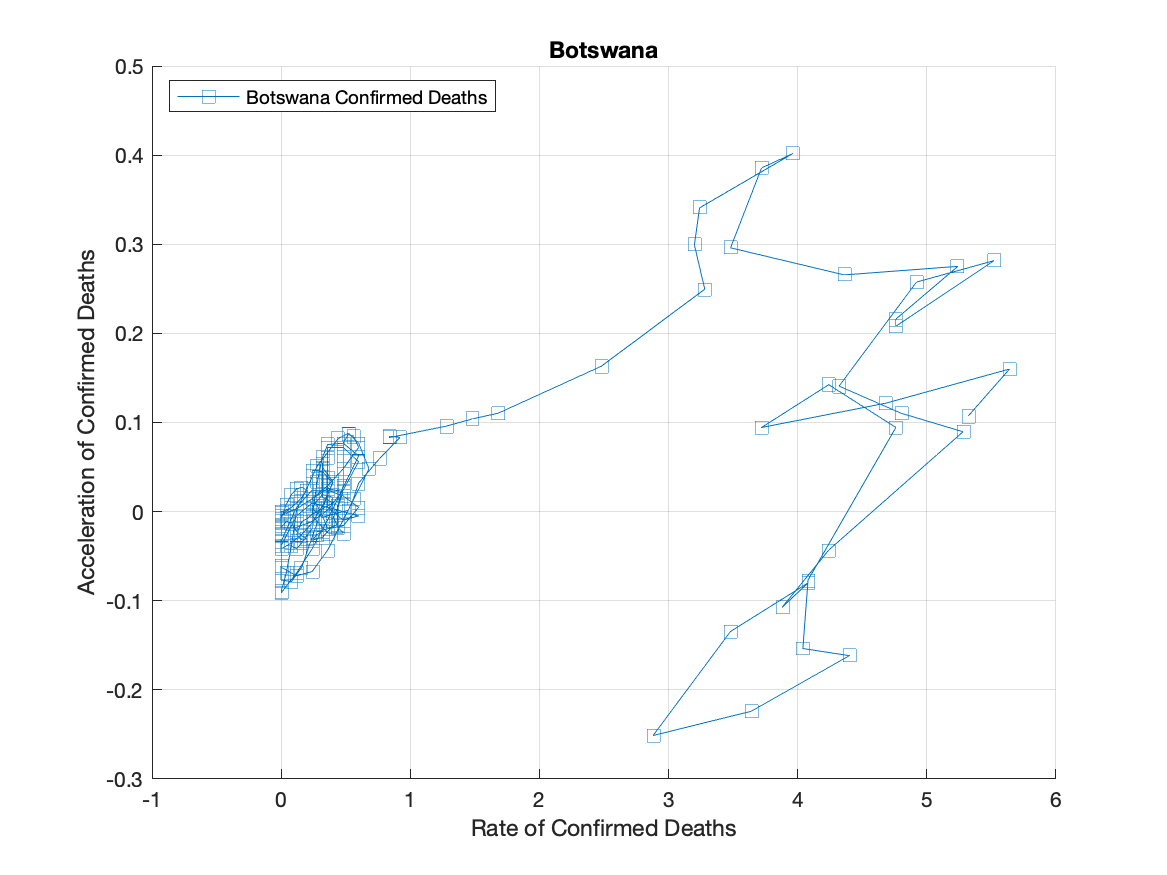 Botswana
Botswana Confirmed Deaths
0.5
0.4
0.3
0.2
0.1
0
-0.1
-0.2
-0.3
Acceleration of Confirmed Deaths
-1 0 1 2 3 4 5 6
Rate of Confirmed Deaths